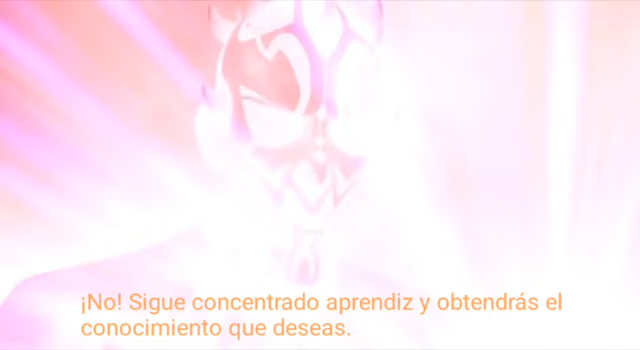 ¡No! Sigue concentrado aprendiz y obtendrás el
conocimiento que deseas.